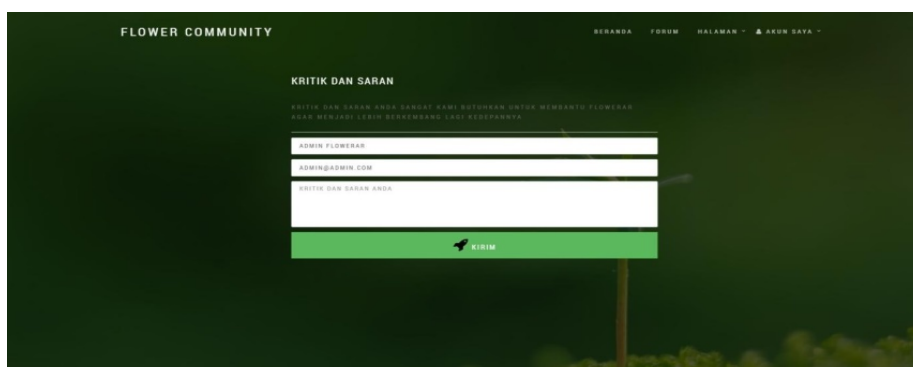 FLOWER COMMUNITY
BERANDA FORUM HALAMAN AKUN SAYA
KRITIK DAN SARAN
KRITIK DAN SARAN ANDA SANGAT KAMI BUTUHKAN UNTUK MEMBANTU FLOWERAR
AGAR MENJADI LEBIH BERKEMBANG LAGI KEDEPANNYA
ADMIN FLOWERAR
ADMIN@ADMIN.COM
KRITIK DAN SARAN ANDA
KIRIM